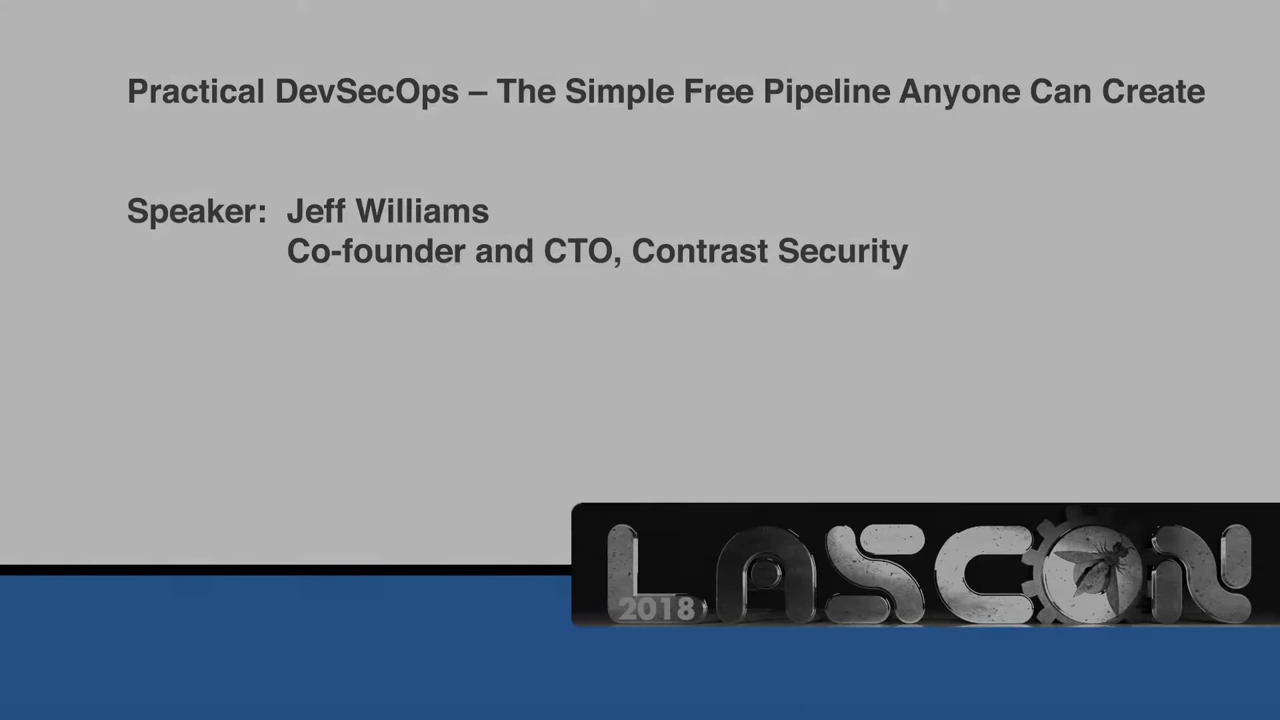 Practical DevSecOps – The Simple Free Pipeline Anyone Can Create
Speaker: Jeff Williams
Co-founder and CTO, Contrast Security
LASCON
2018